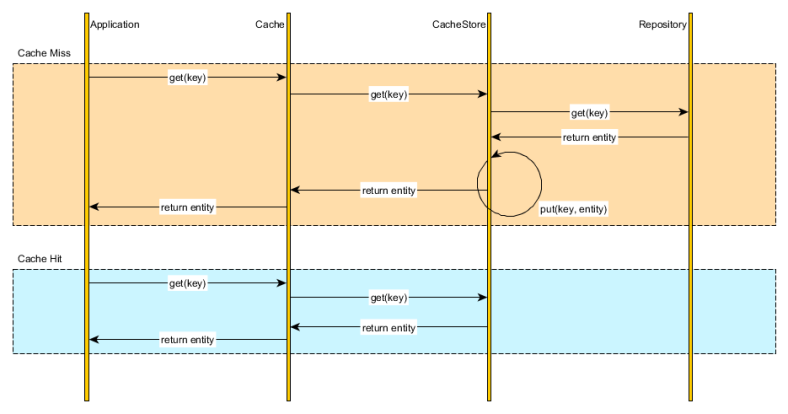 Application
Cache
CacheStore
Repository
Cache Miss
get(key)
get(key)
get(key)
return entity
return entity
return entity
put(key, entity)
Cache Hit
get(key)
get(key)
return entity
return entity